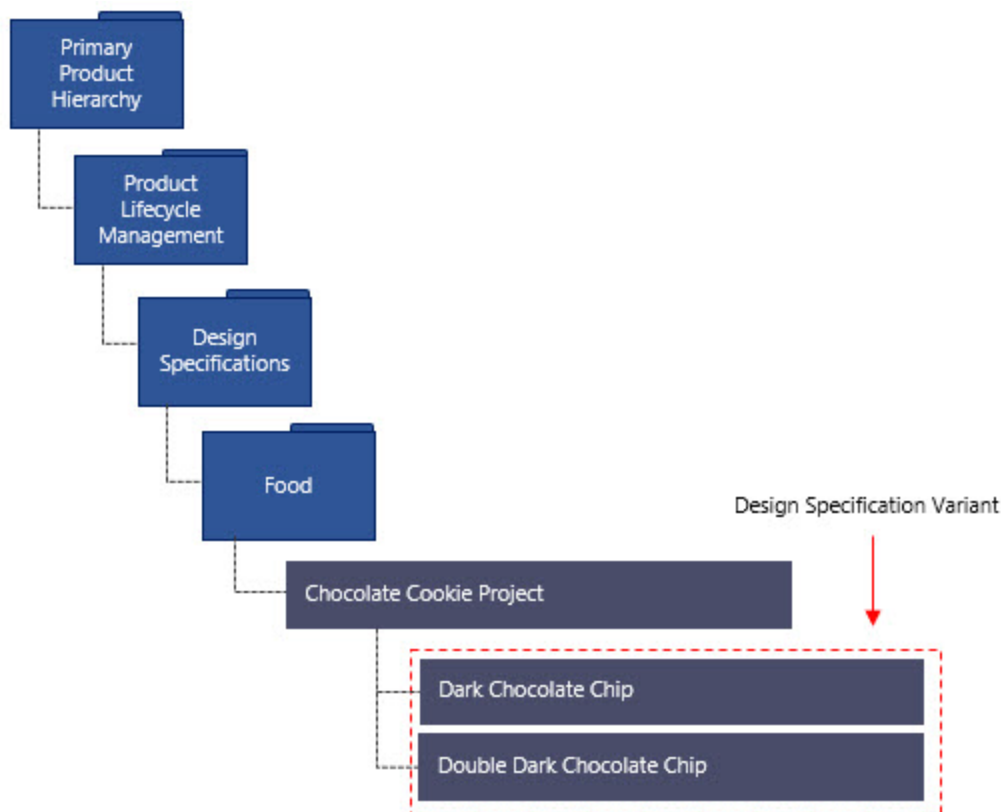 Primary
Product
Hierarchy
Product
Lifecycle
Management
Design
Specifications
Food
Design Specification Variant
Chocolate Cookie Project
Dark Chocolate Chip
Double Dark Chocolate Chip